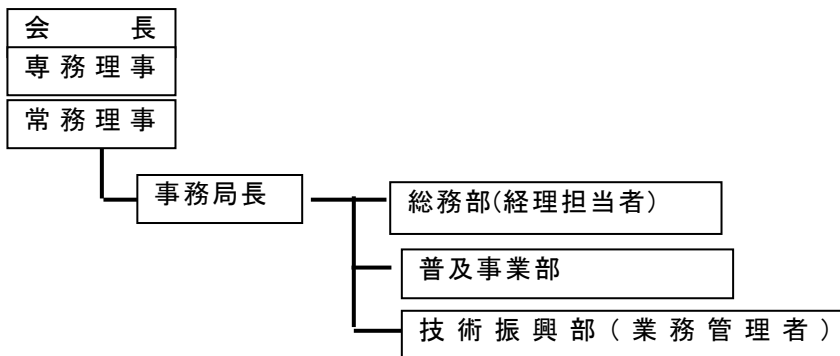 会長
専務理事
常務理事
事務局長
総務部(経理担当者)
普及事業部
技術振興部(業務管理者)